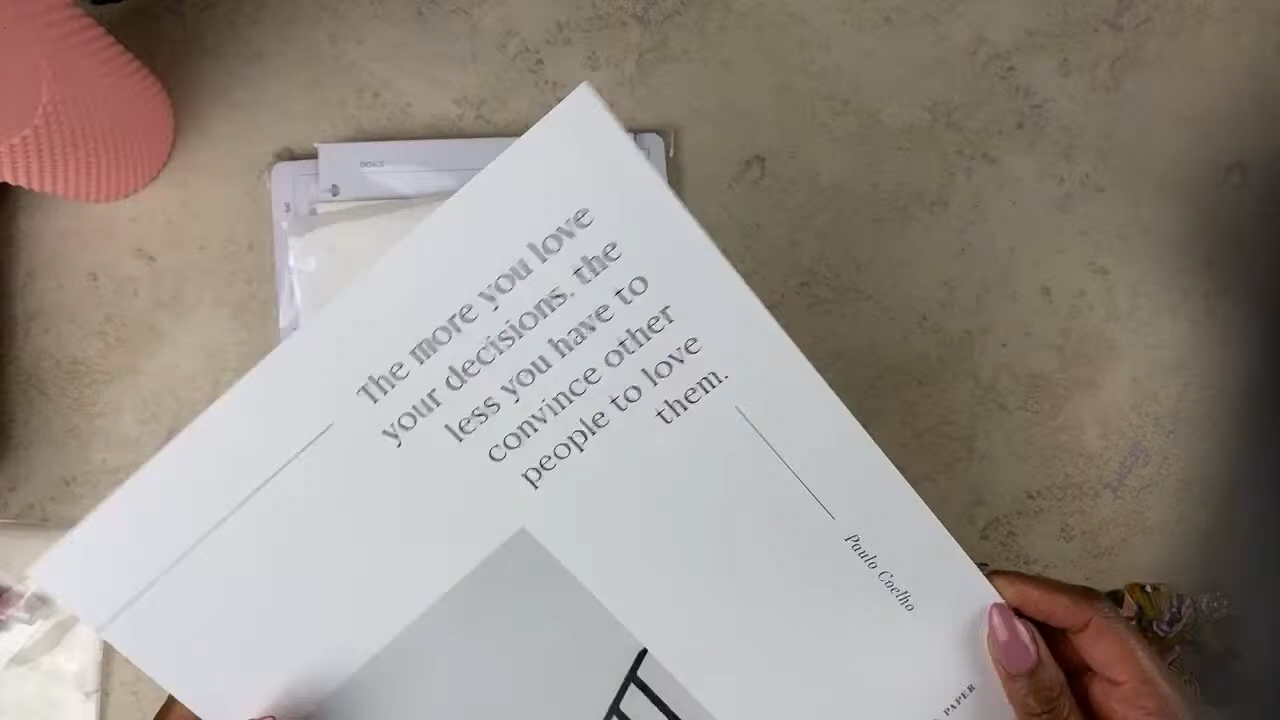 The more you love
your decisions, the
less you have to
convince other
people to love
them.
Paulo Coelho
PAPER